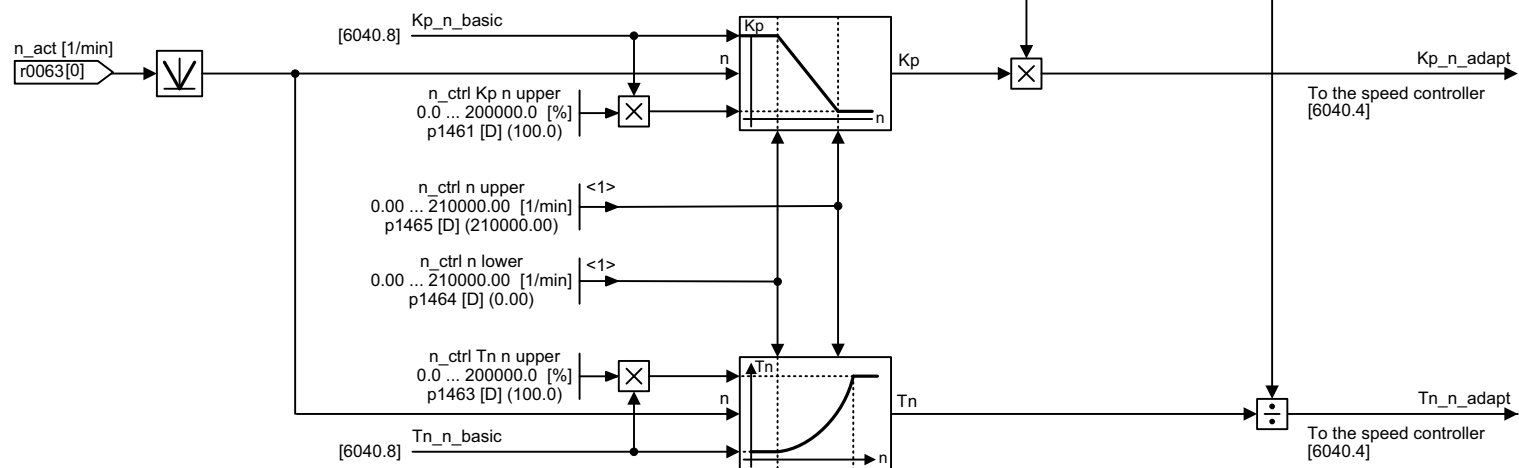 Kp_n_basic
[6040.8]
n_act [1/min]
r0063[0]
Kp
n
n
Kp
Kp_n_adapt
To the speed controller
[6040.4]
n_ctrl Kp n upper
0.0 ... 200000.0 [%]
p1461 [D] (100.0)
n_ctrl n upper
0.00 ... 210000.00 [1/min]
p1465 [D] (210000.00)
<1>
n_ctrl n lower
0.00 ... 210000.00 [1/min]
p1464 [D] (0.00)
<1>
n_ctrl Tn n upper
0.0 ... 200000.0 [%]
p1463 [D] (100.0)
Tn
n
n
Tn
Tn_n_adapt
To the speed controller
[6040.4]
Tn_n_basic
[6040.8]